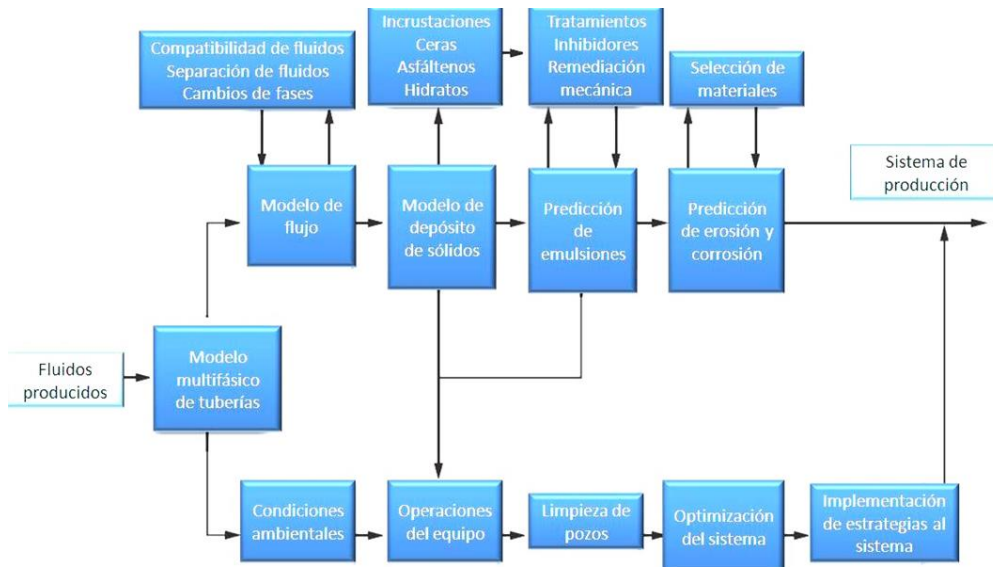 Compatibilidad de fluidos
Separación de fluidos
Cambios de fases
Incrustaciones
Ceras
Asfáltenos
Hidratos
Tratamientos
Inhibidores
Remediación
mecánica
Selección de
materiales
Sistema de
producción
Modelo de
flujo
Modelo de
depósito
de sólidos
Predicción
de
emulsiones
Predicción
de erosión y
corrosión
Fluidos
producidos
Modelo
multifásico
de tuberías
Condiciones
ambientales
Operaciones
del equipo
Limpieza de
pozos
Optimización
del sistema
Implementación
de estrategias al
sistema